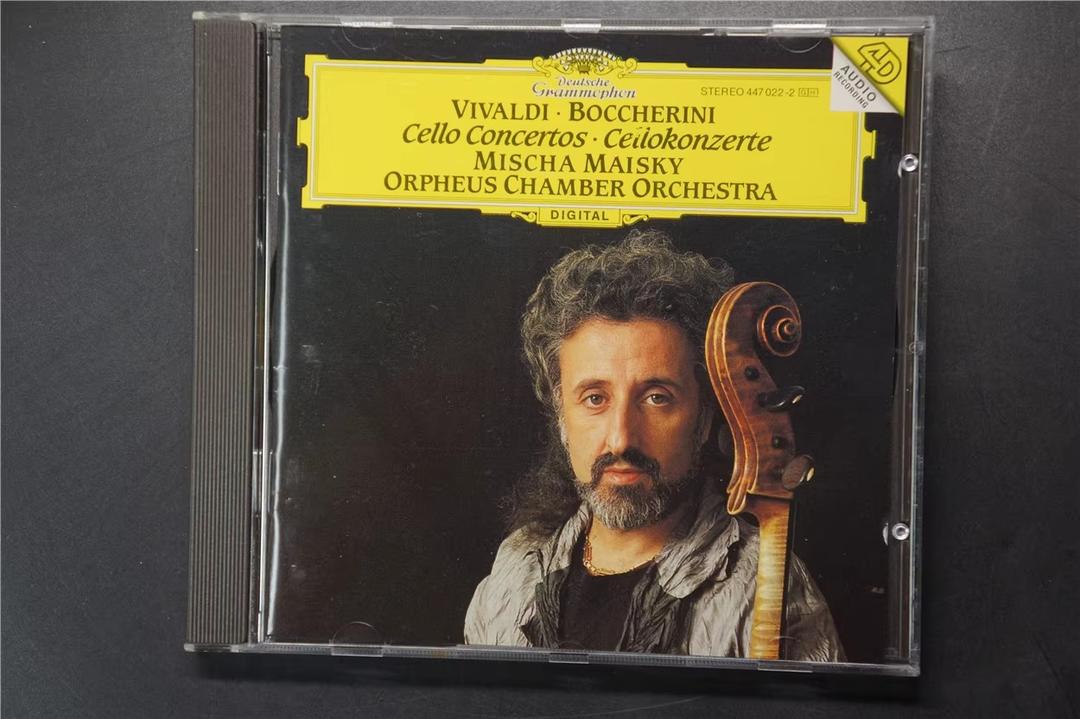 Deutsche
Grammophon
STEREO 447 022-2 GH
VIVALDI · BOCCHERINI
Cello Concertos · Cellokonzerte
MISCHA MAISKY
ORPHEUS CHAMBER ORCHESTRA
DIGITAL
4D
AUDIO
RECORDING